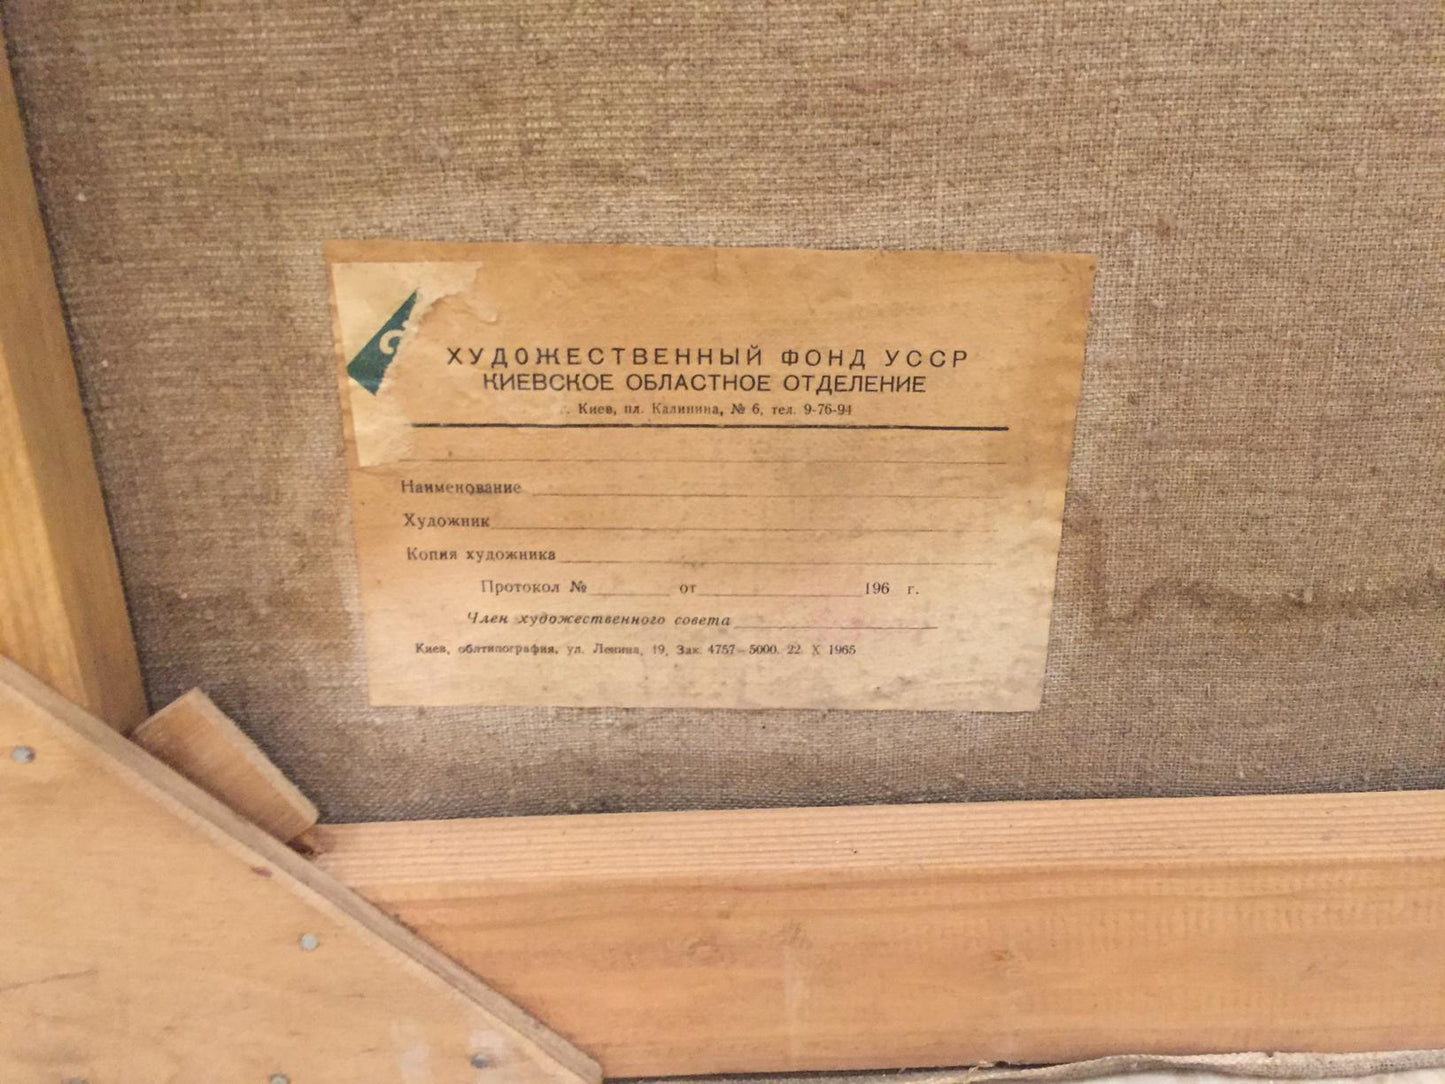 ХУДОЖЕСТВЕННЫЙ ФОНД УССР
КИЕВСКОЕ ОБЛАСТНОЕ ОТДЕЛЕНИЕ
Киев, пл. Калинина, № 6, тел. 9-76-94
Наименование
Художник
Копия художника
Протокол № от 196 г.
Член художественного совета
Киев, облтипография, ул. Ленина, 19, Зак. 4757—5000. 22 X 1965